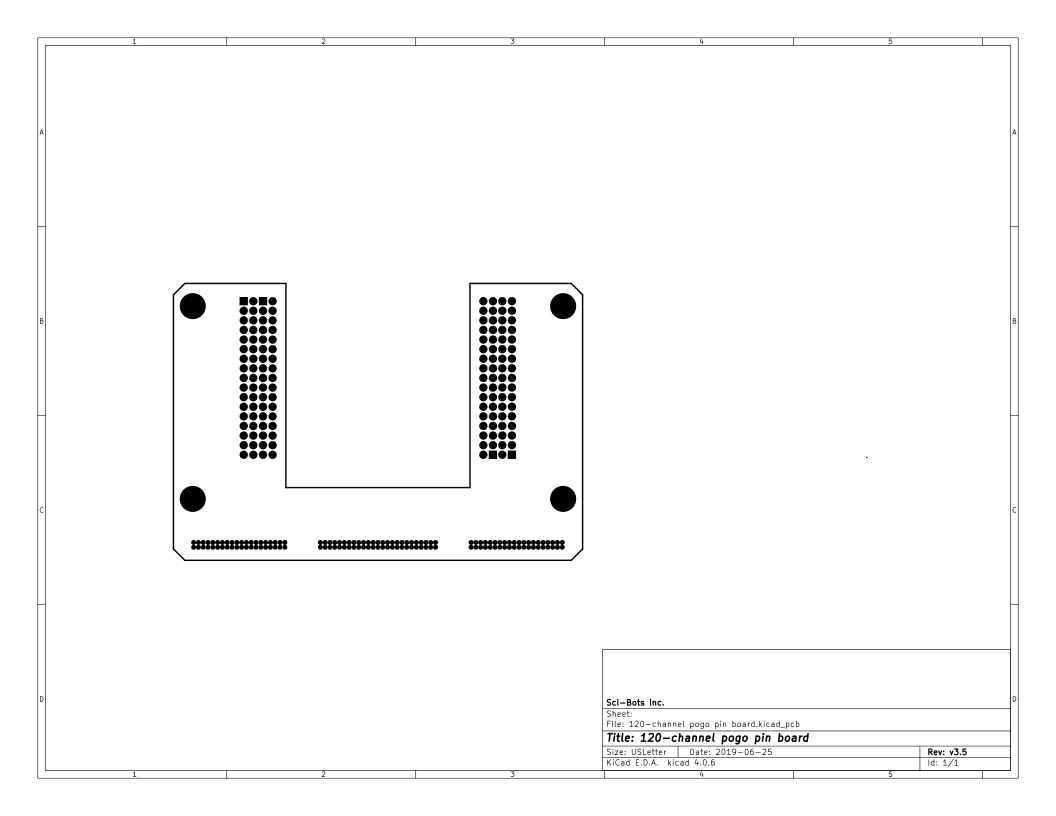 1 2 3 4 5
A A
B B
C C
D D
Sci-Bots Inc.
Sheet:
File: 120-channel pogo pin board.kicad_pcb
Title: 120-channel pogo pin board
Size: USLetter Date: 2019-06-25 Rev: v3.5
KiCad E.D.A. kicad 4.0.6 Id: 1/1
1 2 3 4 5